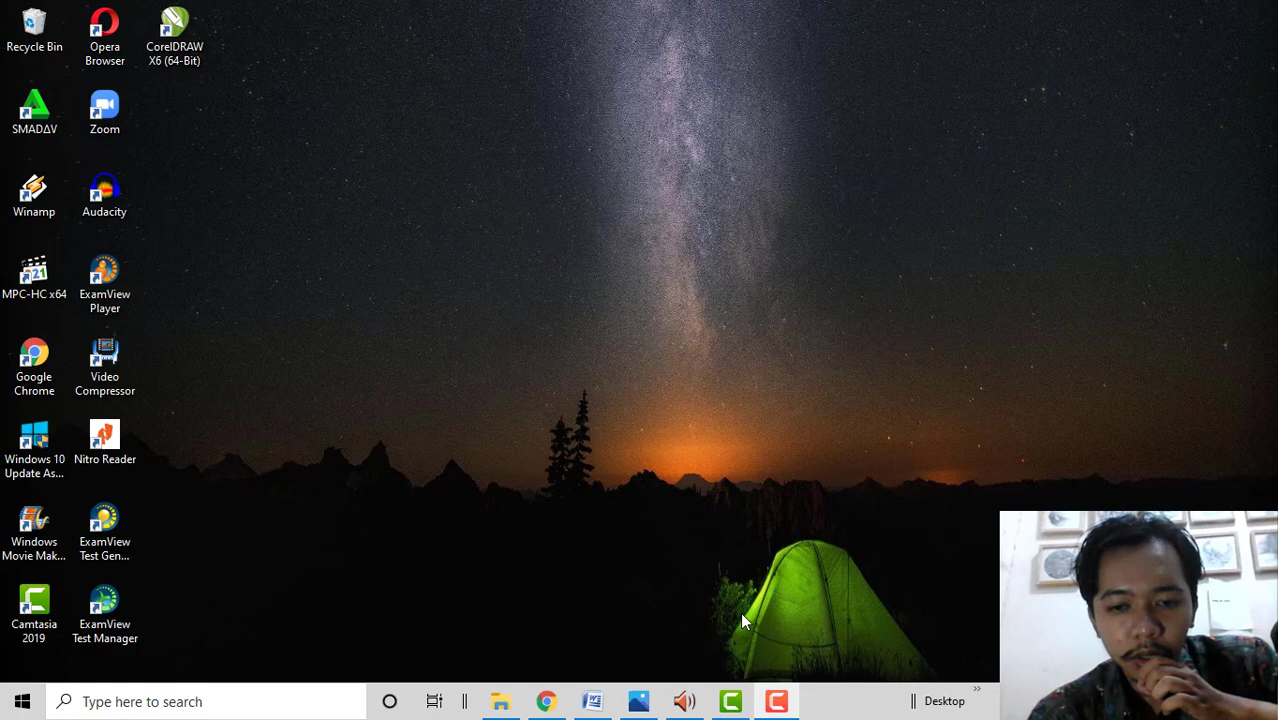 Recycle Bin
Opera
Browser
CorelDRAW
X6 (64-Bit)
SMADΔV
Zoom
Winamp
Audacity
MPC-HC x64
ExamView
Player
Google
Chrome
Video
Compressor
Windows 10
Update As...
Nitro Reader
Windows
Movie Mak...
ExamView
Test Gen...
Camtasia
2019
ExamView
Test Manager
Type here to search
Desktop